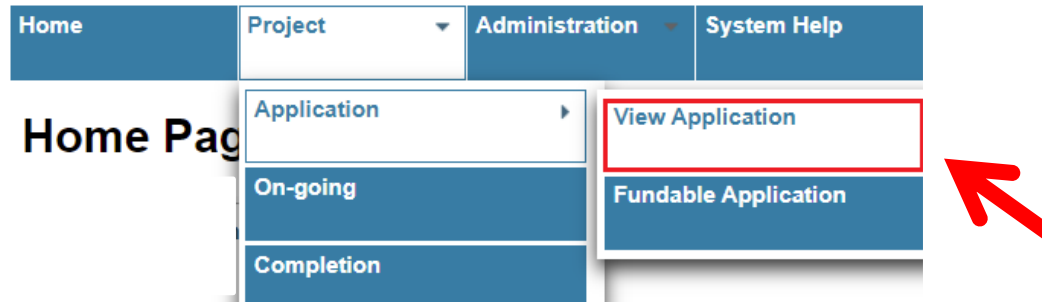 Home Project Administration System Help
Application View Application
Home Pag
On-going Fundable Application
Completion